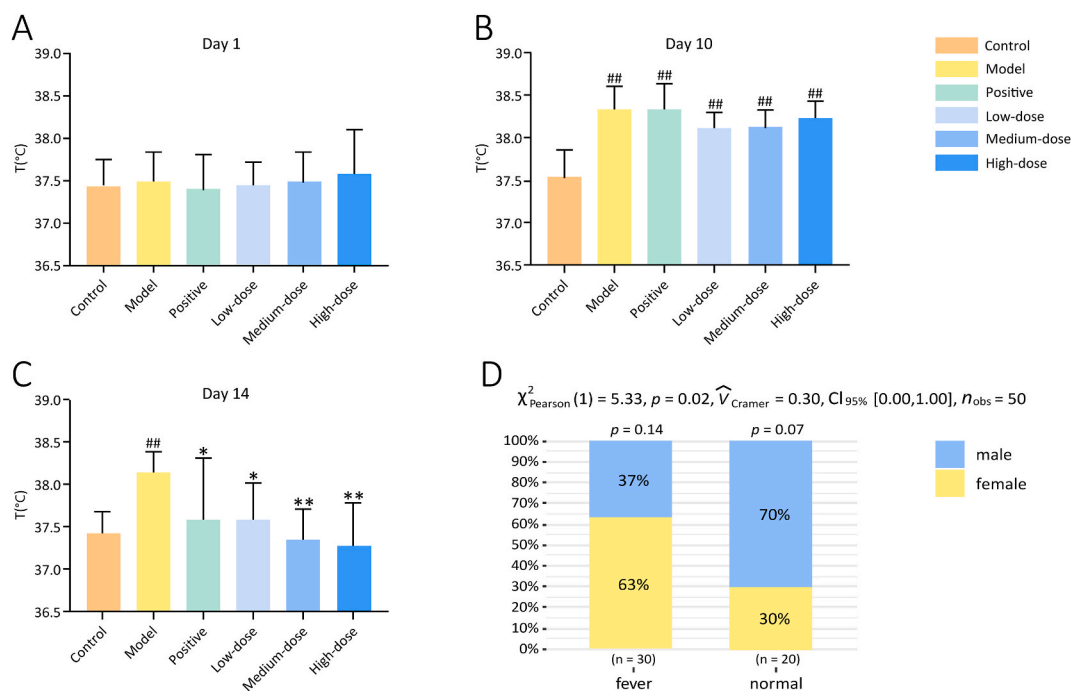 A
Day 1
39.0
38.5
38.0
37.5
37.0
36.5
T(°C)
Control
Model
Positive
Low-dose
Medium-dose
High-dose
B
Day 10
39.0
38.5
38.0
37.5
37.0
36.5
T(°C)
##
##
##
##
##
Control
Model
Positive
Low-dose
Medium-dose
High-dose
Control
Model
Positive
Low-dose
Medium-dose
High-dose
C
Day 14
39.0
38.5
38.0
37.5
37.0
36.5
T(°C)
##
*
*
**
**
Control
Model
Positive
Low-dose
Medium-dose
High-dose
D
χ²Pearson (1) = 5.33, p = 0.02, V̂Cramer = 0.30, CI95% [0.00,1.00], nobs = 50
p = 0.14
p = 0.07
100%
90%
80%
70%
60%
50%
40%
30%
20%
10%
0%
37%
63%
70%
30%
(n = 30)
(n = 20)
fever
normal
male
female